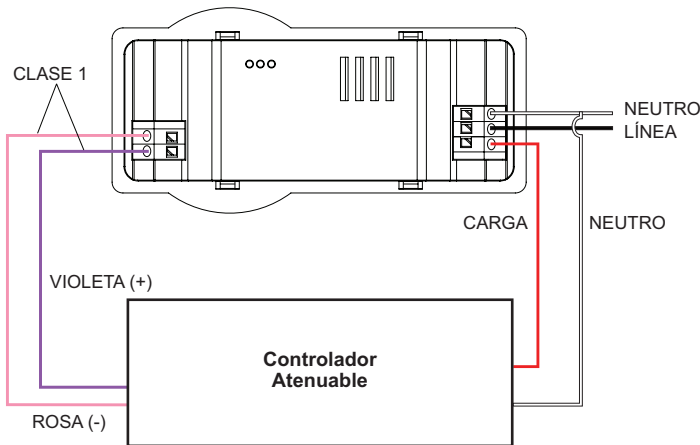 CLASE 1
NEUTRO
LÍNEA
CARGA
NEUTRO
VIOLETA (+)
Controlador
Atenuable
ROSA (-)